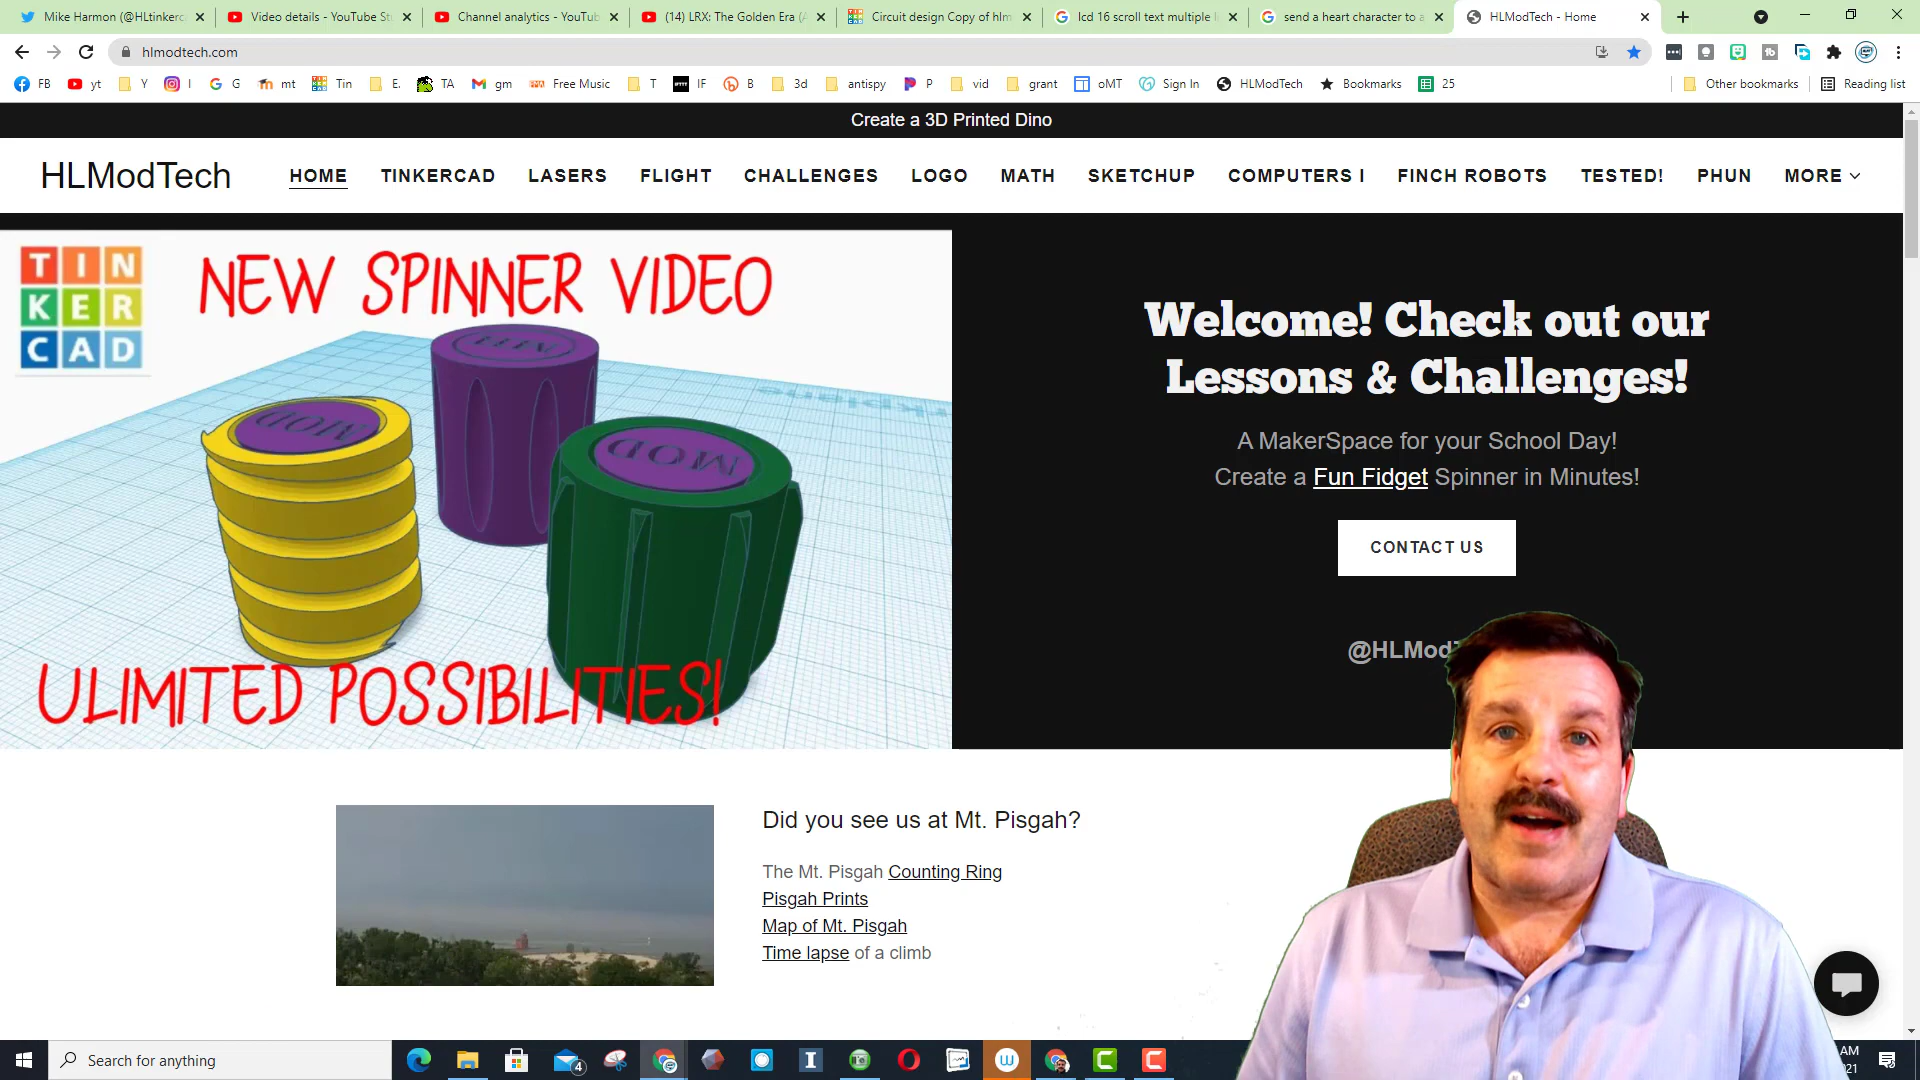 Mike Harmon (@HLtinkerc
Video details - YouTube St
Channel analytics - YouTub
(14) LRX: The Golden Era (A
Circuit design Copy of hlm
lcd 16 scroll text multiple l
send a heart character to a
HLModTech - Home
hlmodtech.com
FB
yt
Y
I
G
mt
Tin
E.
TA
gm
Free Music
T
IF
B
3d
antispy
P
vid
grant
oMT
Sign In
HLModTech
Bookmarks
25
Other bookmarks
Reading list
Create a 3D Printed Dino
HLModTech
HOME
TINKERCAD
LASERS
FLIGHT
CHALLENGES
LOGO
MATH
SKETCHUP
COMPUTERS I
FINCH ROBOTS
TESTED!
PHUN
MORE
TIN
KER
CAD
NEW SPINNER VIDEO
MOD
MOD
ULIMITED POSSIBILITIES!
Welcome! Check out our
Lessons & Challenges!
A MakerSpace for your School Day!
Create a Fun Fidget Spinner in Minutes!
CONTACT US
@HLMod
Did you see us at Mt. Pisgah?
The Mt. Pisgah Counting Ring
Pisgah Prints
Map of Mt. Pisgah
Time lapse of a climb
Search for anything
4
AM
021